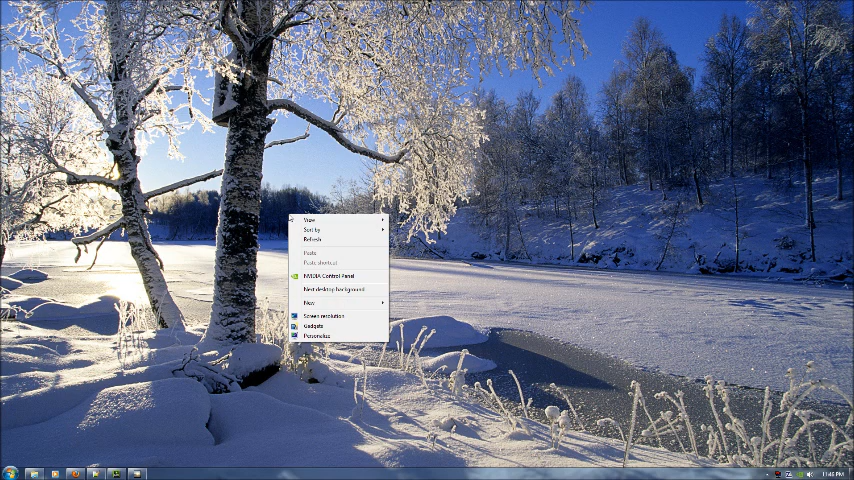 View
Sort by
Refresh
Paste
Paste shortcut
NVIDIA Control Panel
Next desktop background
New
Screen resolution
Gadgets
Personalize
11:46 PM